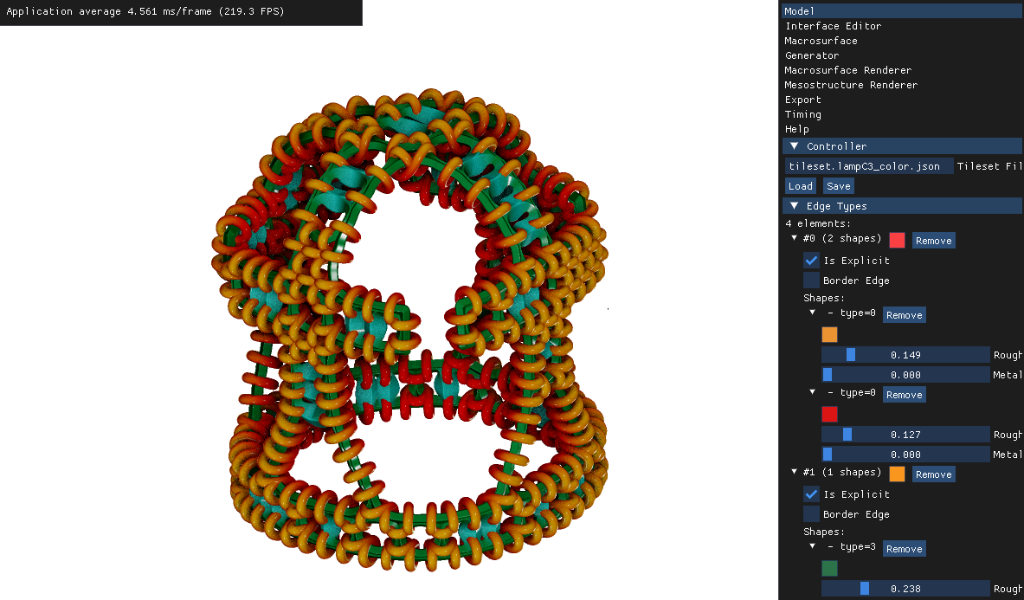 Application average 4.561 ms/frame (219.3 FPS)
Model
Interface Editor
Macrosurface
Generator
Macrosurface Renderer
Mesostructure Renderer
Export
Timing
Help
▼ Controller
tileset.lampC3_color.json Tileset Fil
Load Save
▼ Edge Types
4 elements:
▼ #0 (2 shapes) Remove
Is Explicit
Border Edge
Shapes:
▼ - type=0 Remove
0.149 Rough
0.000 Metal
▼ - type=0 Remove
0.127 Rough
0.000 Metal
▼ #1 (1 shapes) Remove
Is Explicit
Border Edge
Shapes:
▼ - type=3 Remove
0.238 Rough